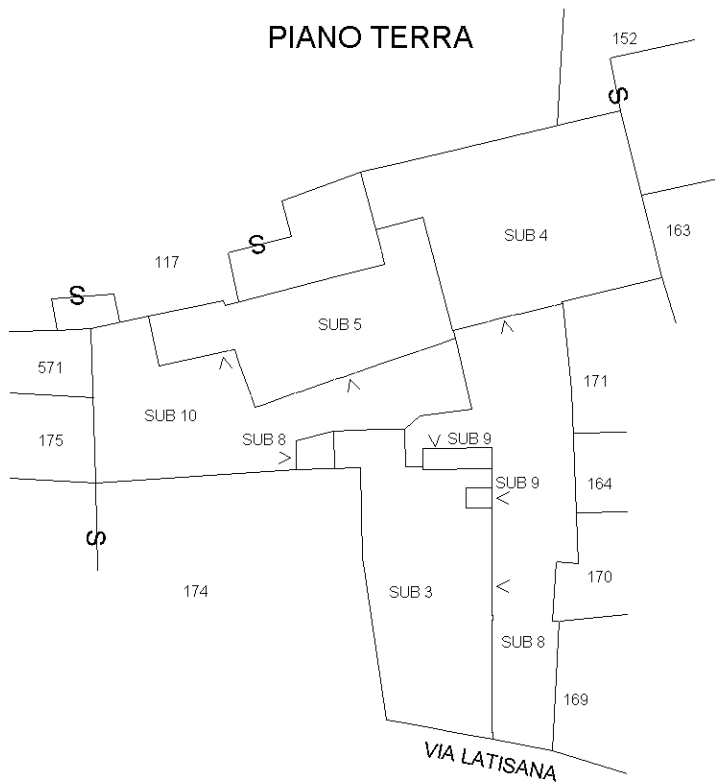 PIANO TERRA
152
S
SUB 4
163
S
117
S
SUB 5
571
171
SUB 10
175
SUB 8
SUB 9
SUB 9
164
S
174
SUB 3
170
SUB 8
169
VIA LATISANA